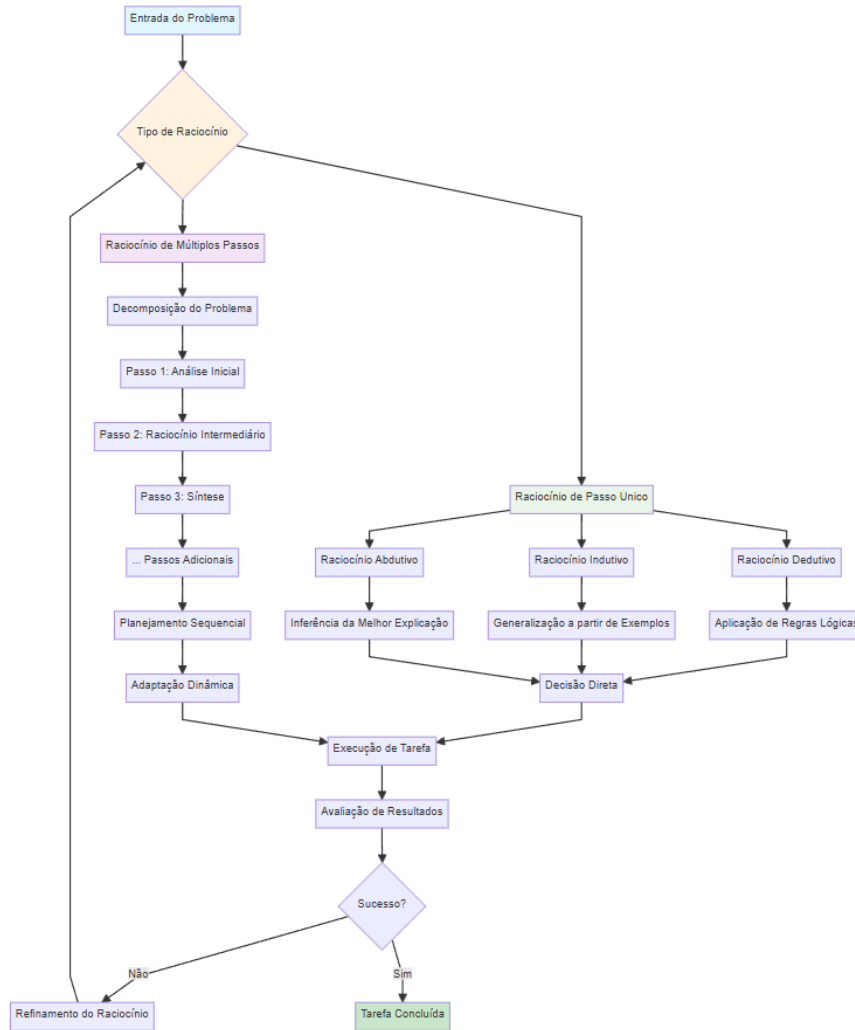 Entrada do Problema
Tipo de Raciocínio
Raciocínio de Múltiplos Passos
Decomposição do Problema
Passo 1: Análise Inicial
Passo 2: Raciocínio Intermediário
Passo 3: Síntese
Raciocínio de Passo Único
... Passos Adicionais
Raciocínio Abdutivo
Raciocínio Indutivo
Raciocínio Dedutivo
Planejamento Sequencial
Inferência da Melhor Explicação
Generalização a partir de Exemplos
Aplicação de Regras Lógicas
Adaptação Dinâmica
Decisão Direta
Execução de Tarefa
Avaliação de Resultados
Sucesso?
Não
Sim
Refinamento do Raciocínio
Tarefa Concluída